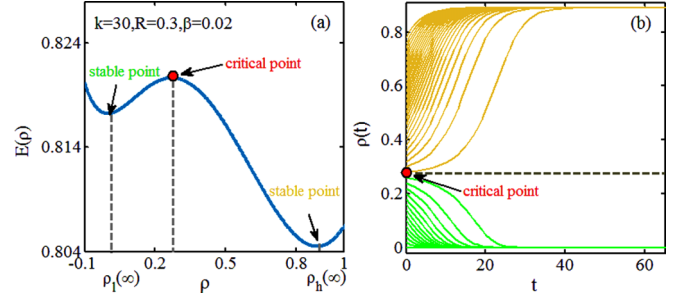 k=30,R=0.3,β=0.02
(a)
0.824
0.814
0.804
E(ρ)
stable point
critical point
stable point
-0.1
0.2
0.5
0.8
1
ρ
ρl(∞)
ρh(∞)
(b)
0.8
0.6
0.4
0.2
0
ρ(t)
critical point
0
20
40
60
t